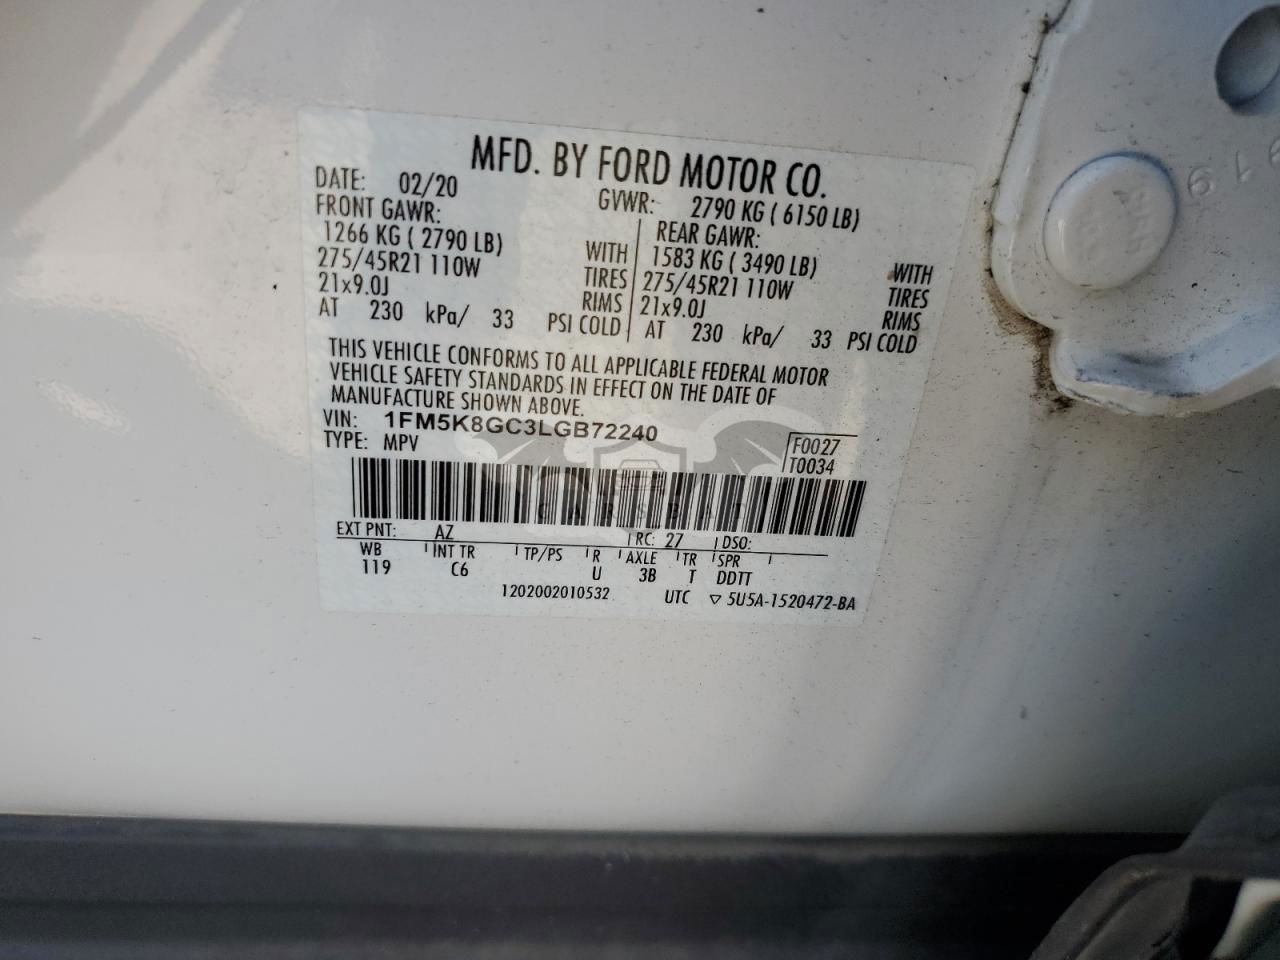 MFD. BY FORD MOTOR CO.
DATE: 02/20 GVWR: 2790 KG ( 6150 LB)
FRONT GAWR: REAR GAWR:
1266 KG ( 2790 LB) WITH 1583 KG ( 3490 LB) WITH
275/45R21 110W TIRES 275/45R21 110W TIRES
21x9.0J RIMS 21x9.0J RIMS
AT 230 kPa/ 33 PSI COLD AT 230 kPa/ 33 PSI COLD
THIS VEHICLE CONFORMS TO ALL APPLICABLE FEDERAL MOTOR
VEHICLE SAFETY STANDARDS IN EFFECT ON THE DATE OF
MANUFACTURE SHOWN ABOVE.
VIN: 1FM5K8GC3LGB72240
TYPE: MPV F0027
T0034
EXT PNT: AZ RC: 27 DSO:
WB INT TR TP/PS R AXLE TR SPR
119 C6 U 3B T DDTT
1202002010532 UTC ▽ 5U5A-1520472-BA